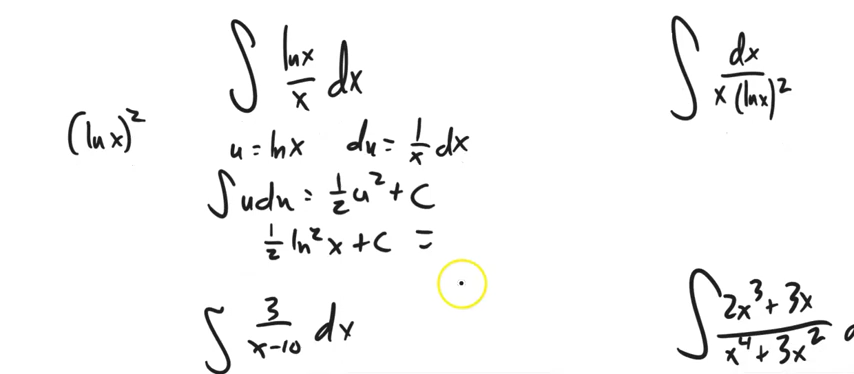 ∫ lnx/x dx
∫ dx/x(lnx)²
(lnx)²
u = lnx du = 1/x dx
∫ udu = 1/2 u² + C
1/2 ln²x + C =
∫ 3/x-10 dx
∫ 2x³+3x/x⁴+3x²